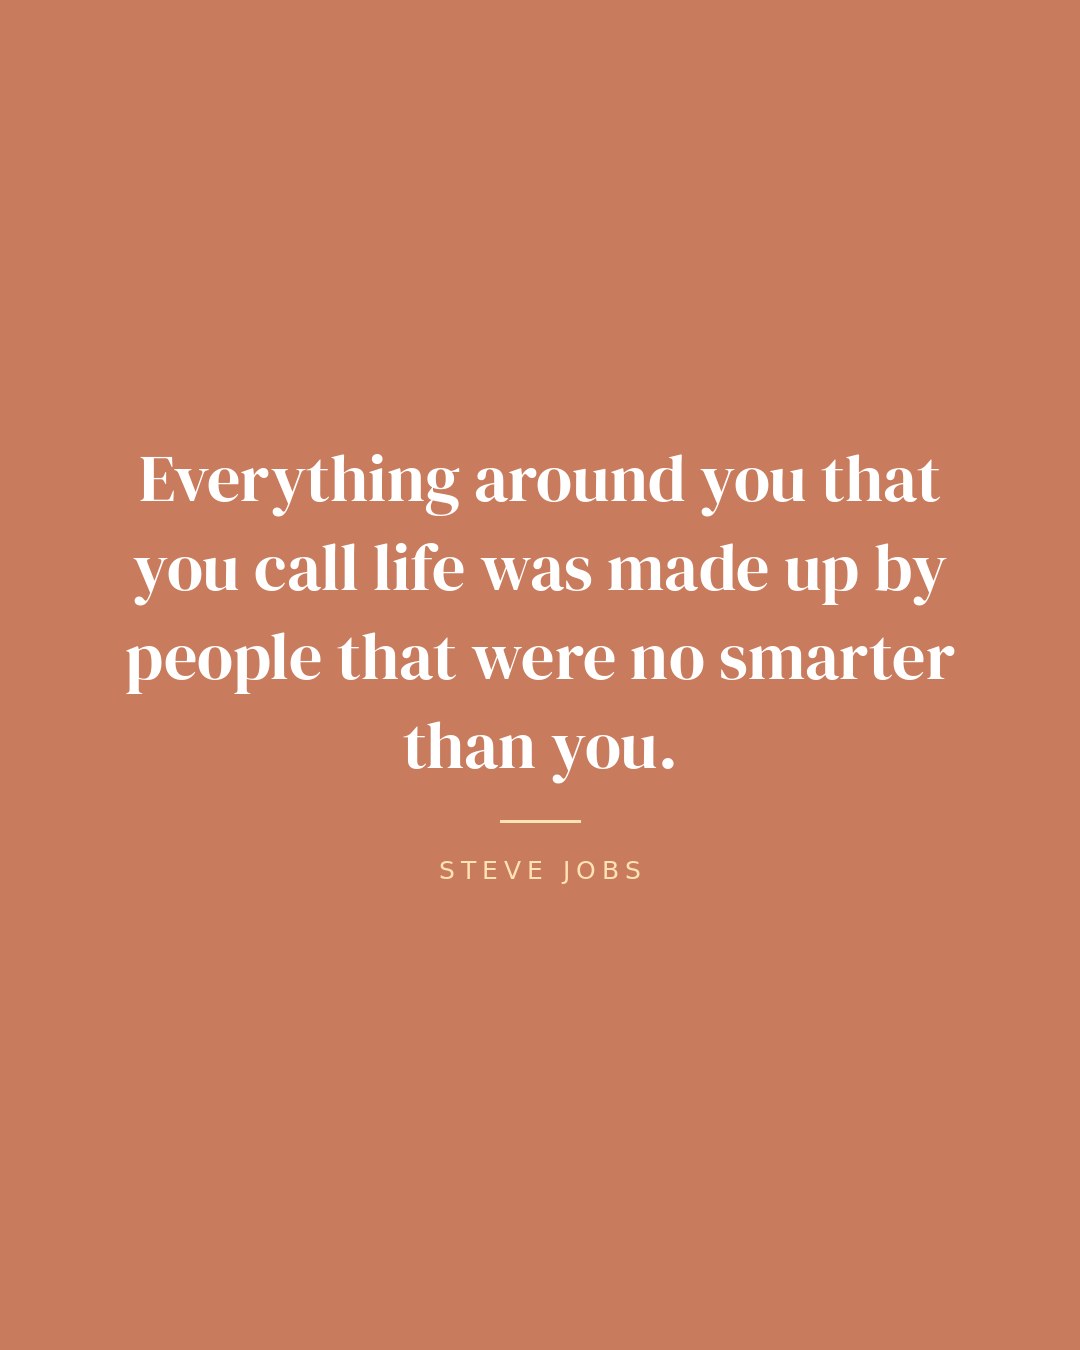 Everything around you that
you call life was made up by
people that were no smarter
than you.
STEVE JOBS